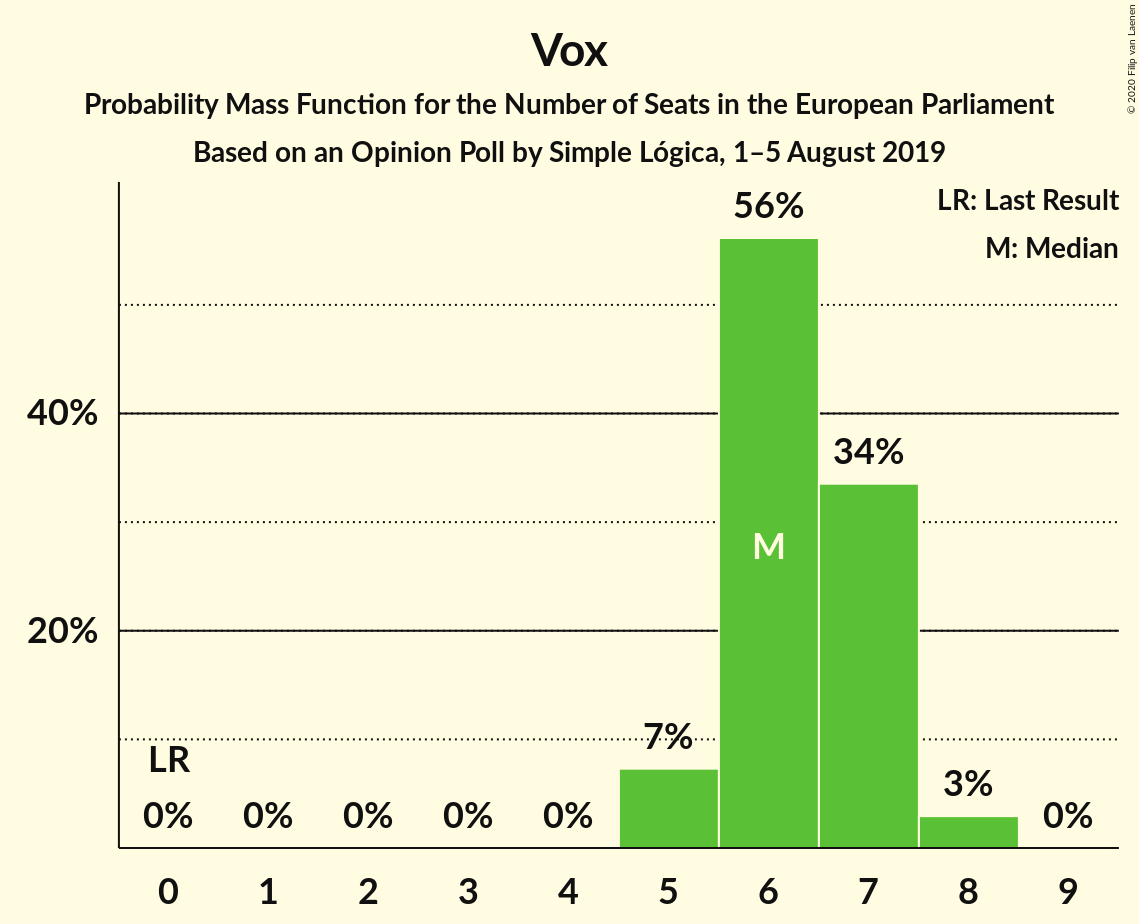 Vox
Probability Mass Function for the Number of Seats in the European Parliament
Based on an Opinion Poll by Simple Lógica, 1–5 August 2019
© 2020 Filip van Laenen
LR: Last Result
M: Median
56%
40%
34%
M
20%
7%
LR
3%
0% 0% 0% 0% 0% 0%
0 1 2 3 4 5 6 7 8 9